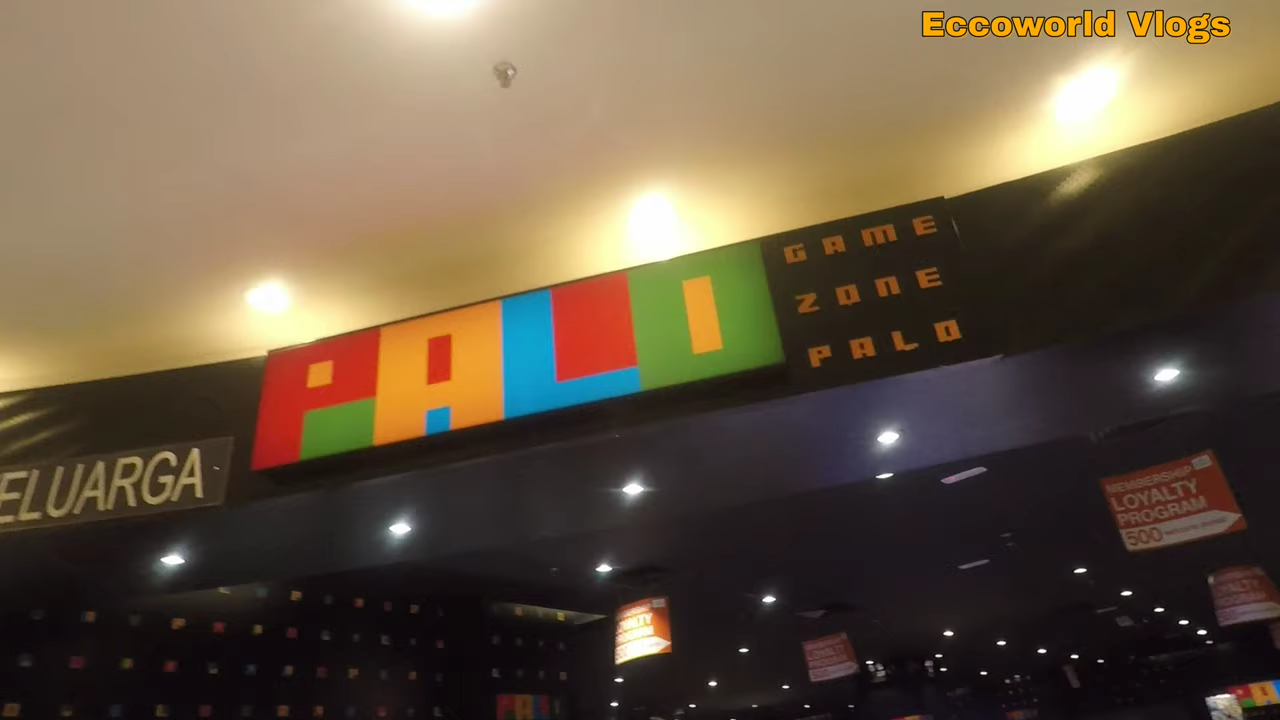 Eccoworld Vlogs
PALO
GAME
ZONE
PALO
ELUARGA
MEMBERSHIP
LOYALTY
PROGRAM
500